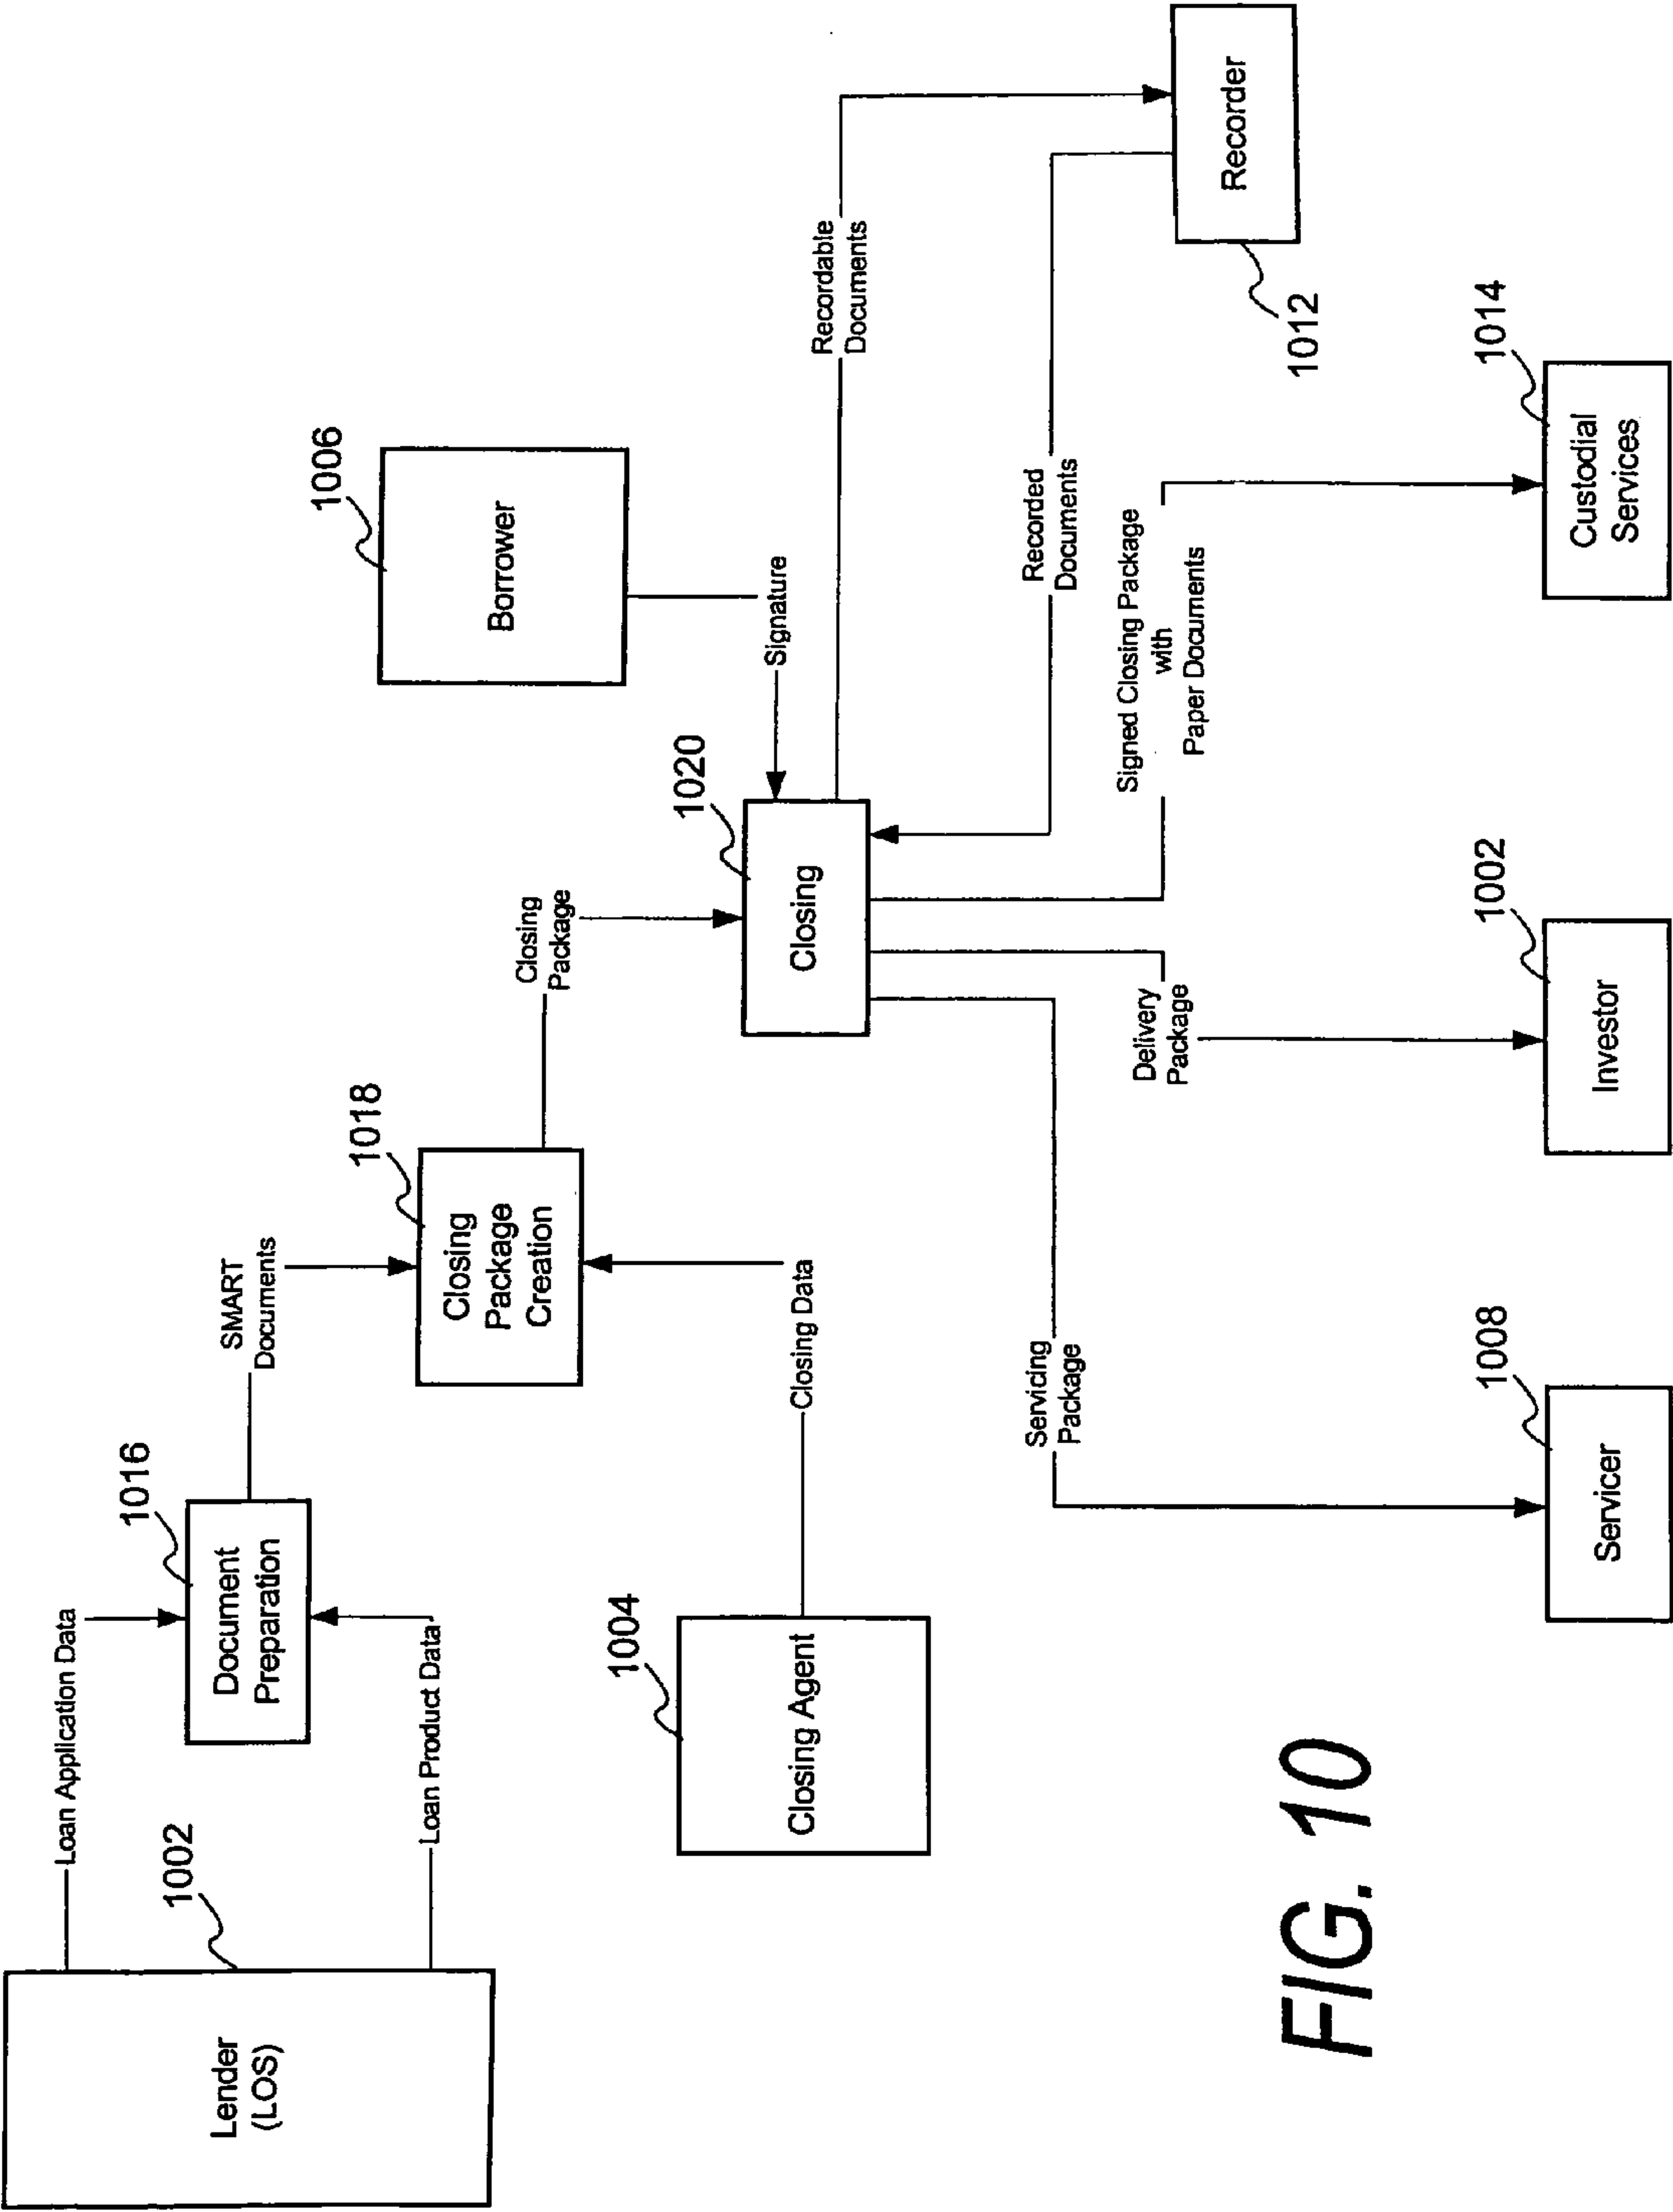 Lender
(LOS)
1002
Loan Application Data
Loan Product Data
1016
Document
Preparation
SMART
Documents
1018
Closing
Package
Creation
1004
Closing Agent
Closing Data
Closing
Package
1020
Closing
1006
Borrower
Signature
Recordable
Documents
Recorded
Documents
Recorder
1012
Signed Closing Package
with
Paper Documents
1014
Custodial
Services
Delivery
Package
1002
Investor
Servicing
Package
1008
Servicer
FIG. 10